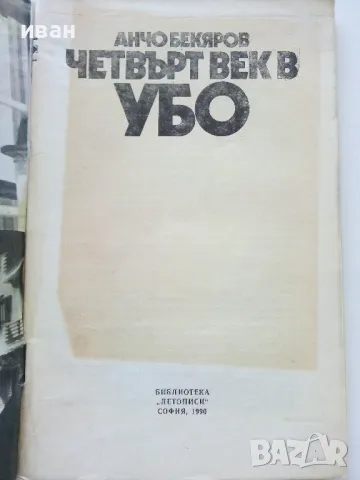 иван
АНЧО БЕКЯРОВ
ЧЕТВЪРТ ВЕК В
УБО
БИБЛИОТЕКА
„ЛЕТОПИСИ“
СОФИЯ, 1990
BAZAR